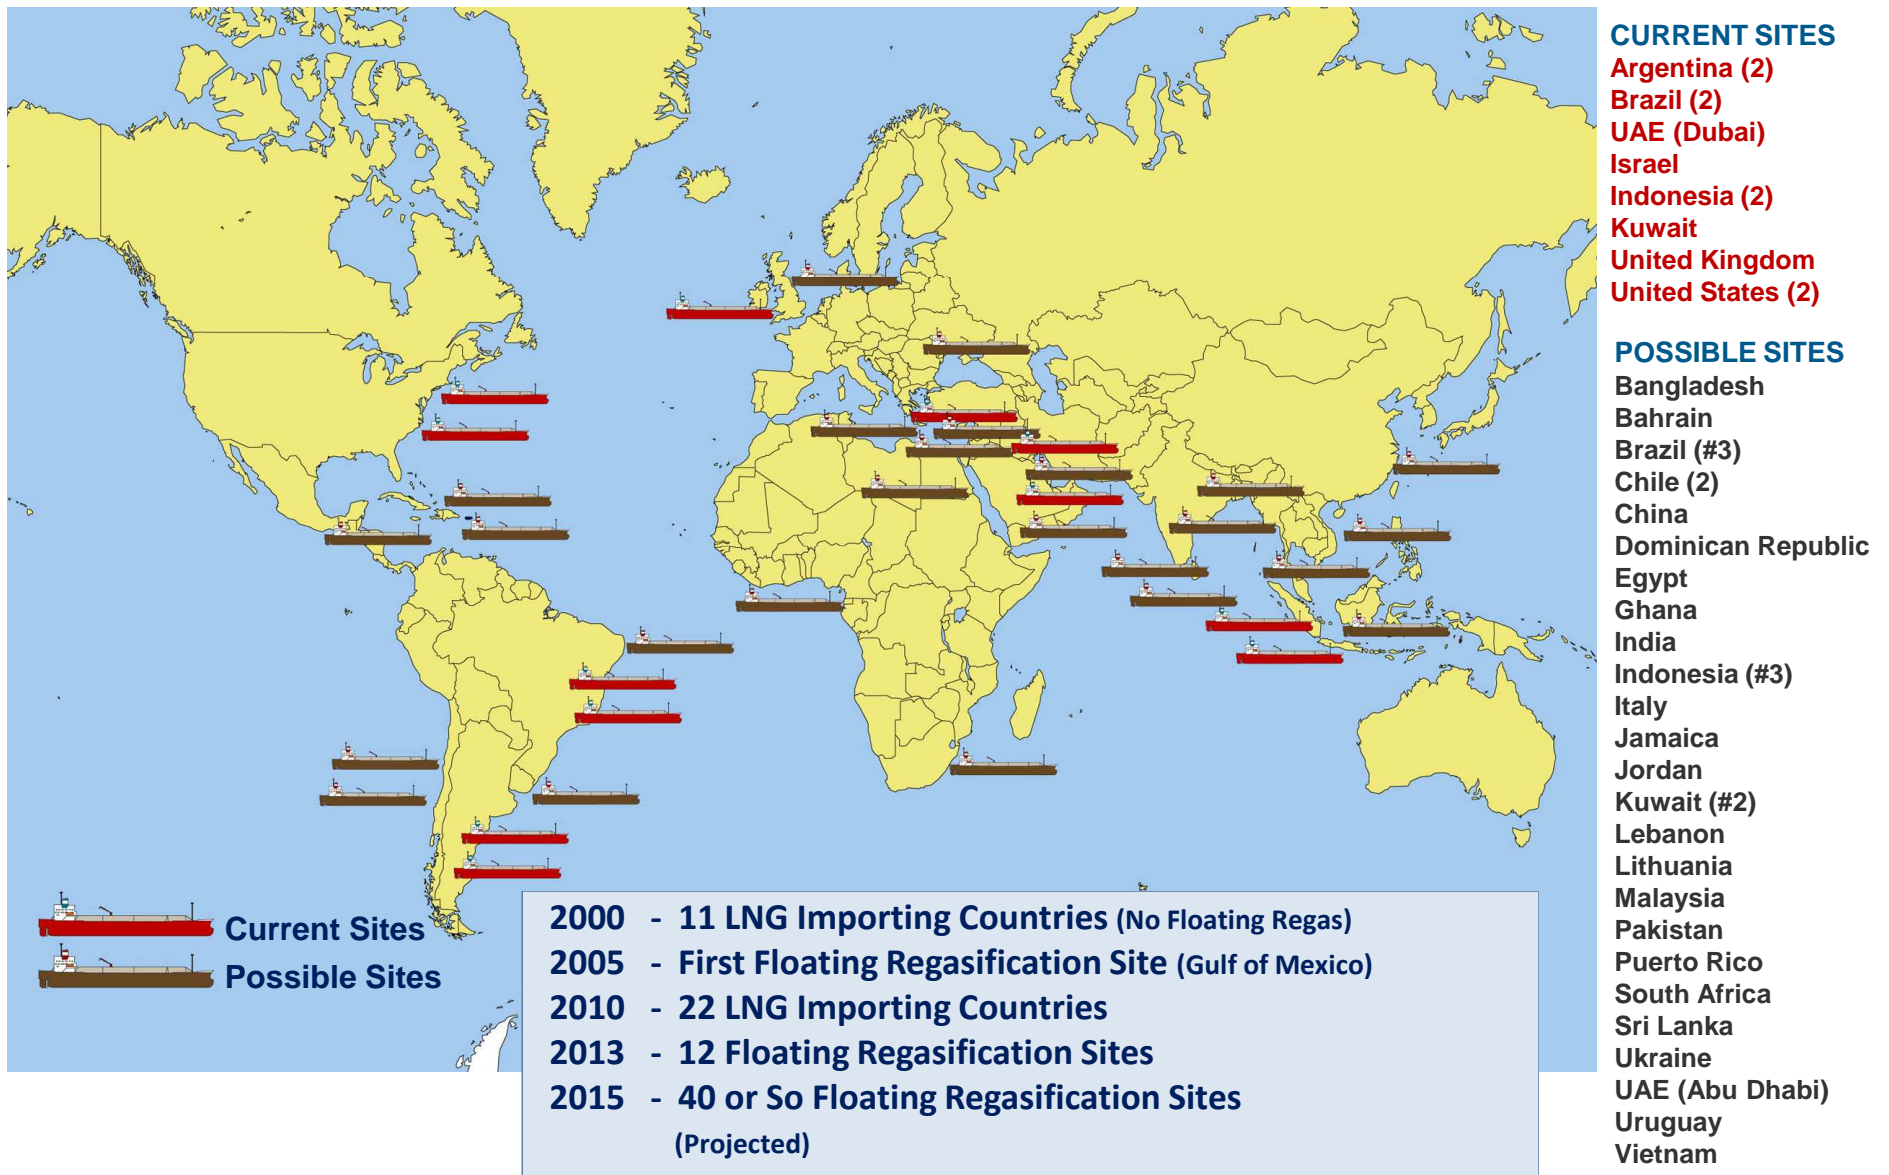 CURRENT SITES
Argentina (2)
Brazil (2)
UAE (Dubai)
Israel
Indonesia (2)
Kuwait
United Kingdom
United States (2)
POSSIBLE SITES
Bangladesh
Bahrain
Brazil (#3)
Chile (2)
China
Dominican Republic
Egypt
Ghana
India
Indonesia (#3)
Italy
Jamaica
Jordan
Kuwait (#2)
Lebanon
Lithuania
Malaysia
Pakistan
Puerto Rico
South Africa
Sri Lanka
Ukraine
UAE (Abu Dhabi)
Uruguay
Vietnam
Current Sites
Possible Sites
2000 - 11 LNG Importing Countries (No Floating Regas)
2005 - First Floating Regasification Site (Gulf of Mexico)
2010 - 22 LNG Importing Countries
2013 - 12 Floating Regasification Sites
2015 - 40 or So Floating Regasification Sites
(Projected)